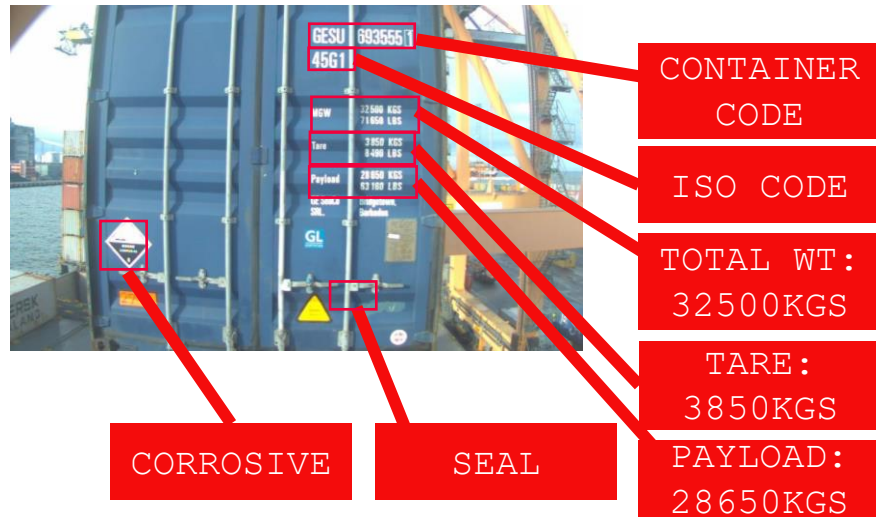 GESU 693555 1
45G1
MGW 32500 KGS
71650 LBS
Tare 3850 KGS
8490 LBS
Payload 28650 KGS
63160 LBS
GL
CONTAINER
CODE
ISO CODE
TOTAL WT:
32500KGS
TARE:
3850KGS
PAYLOAD:
28650KGS
CORROSIVE
SEAL